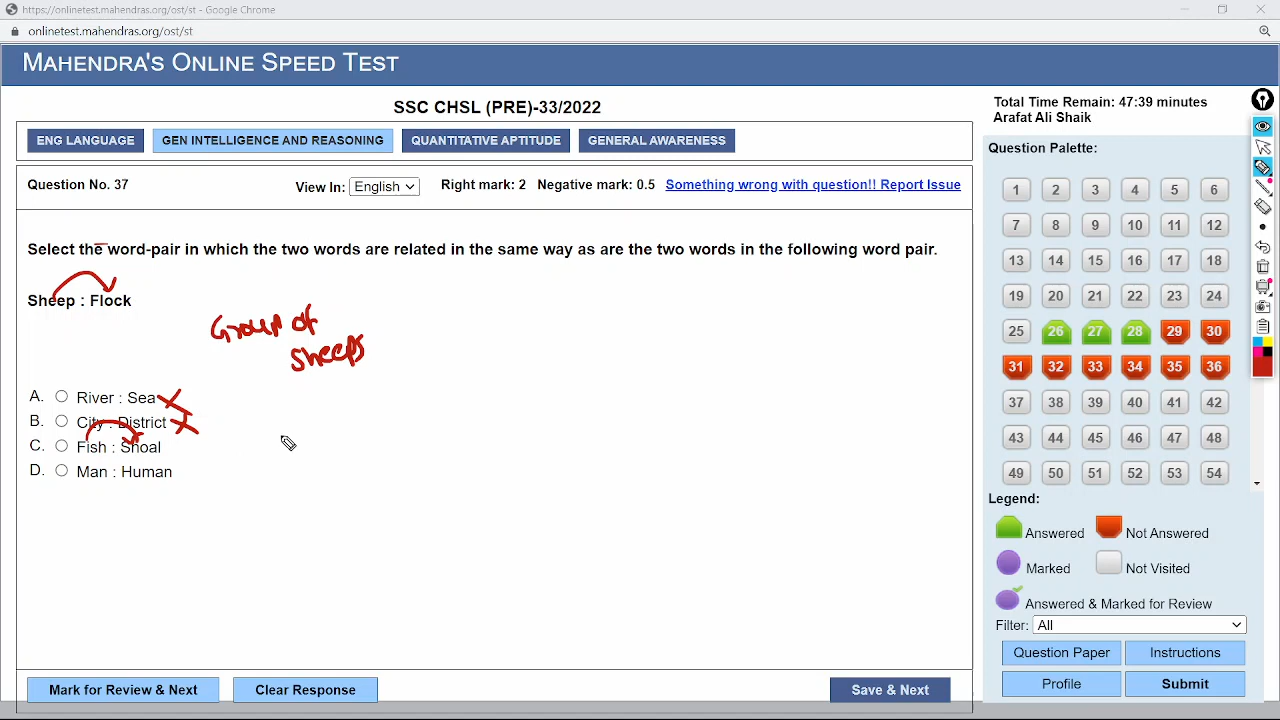 https://onlinetest.mahendras.org/ost/st - Google Chrome
onlinetest.mahendras.org/ost/st
MAHENDRA'S ONLINE SPEED TEST
SSC CHSL (PRE)-33/2022
Total Time Remain: 47:39 minutes
Arafat Ali Shaik
ENG LANGUAGE GEN INTELLIGENCE AND REASONING QUANTITATIVE APTITUDE GENERAL AWARENESS
Question No. 37 View In: English Right mark: 2 Negative mark: 0.5 Something wrong with question!! Report Issue
Select the word-pair in which the two words are related in the same way as are the two words in the following word pair.
Sheep : Flock
Group of
sheeps
A. River : Sea
B. City : District
C. Fish : Shoal
D. Man : Human
Mark for Review & Next Clear Response Save & Next
Question Palette:
1 2 3 4 5 6
7 8 9 10 11 12
13 14 15 16 17 18
19 20 21 22 23 24
25 26 27 28 29 30
31 32 33 34 35 36
37 38 39 40 41 42
43 44 45 46 47 48
49 50 51 52 53 54
Legend:
Answered Not Answered
Marked Not Visited
Answered & Marked for Review
Filter: All
Question Paper Instructions
Profile Submit